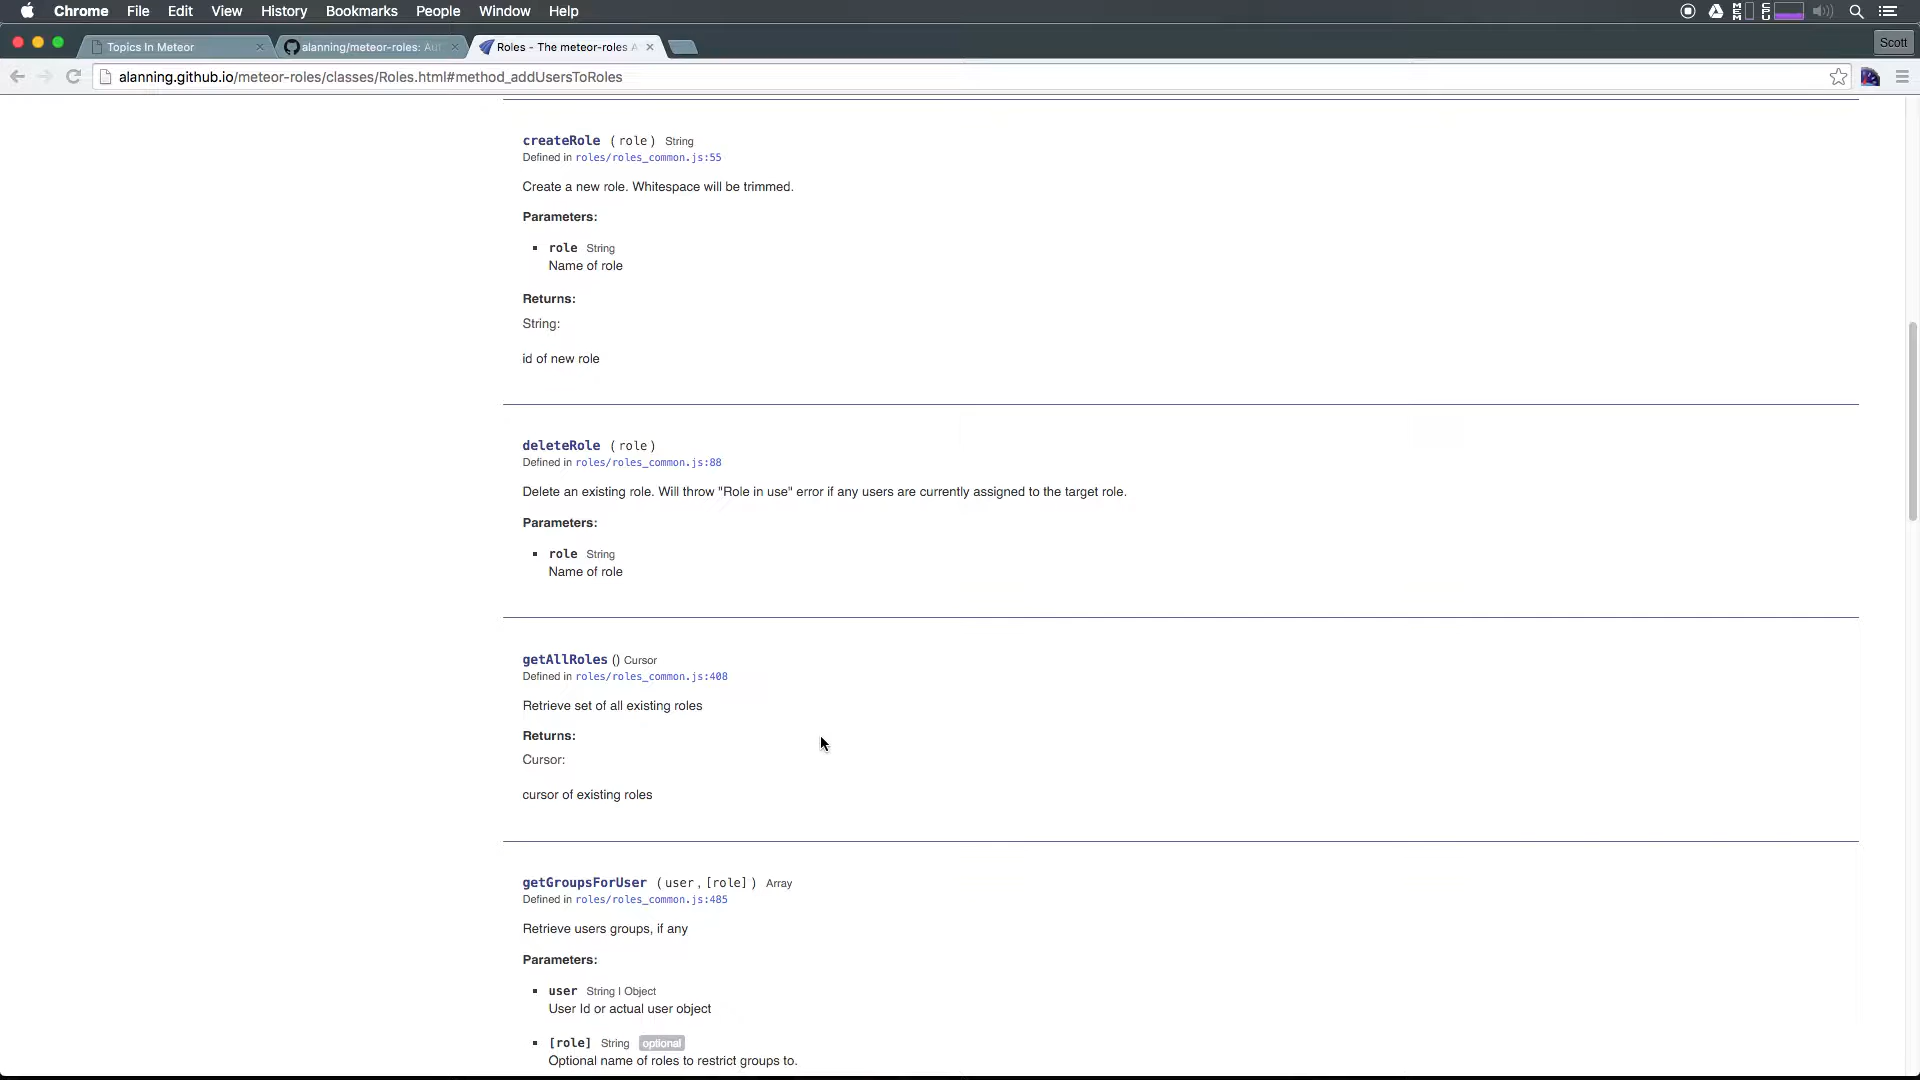 Chrome File Edit View History Bookmarks People Window Help
Topics In Meteor
alanning/meteor-roles: Aut
Roles - The meteor-roles A
Scott
alanning.github.io/meteor-roles/classes/Roles.html#method_addUsersToRoles
createRole (role) String
Defined in roles/roles_common.js:55
Create a new role. Whitespace will be trimmed.
Parameters:
role String
Name of role
Returns:
String:
id of new role
deleteRole (role)
Defined in roles/roles_common.js:88
Delete an existing role. Will throw "Role in use" error if any users are currently assigned to the target role.
Parameters:
role String
Name of role
getAllRoles () Cursor
Defined in roles/roles_common.js:408
Retrieve set of all existing roles
Returns:
Cursor:
cursor of existing roles
getGroupsForUser (user, [role]) Array
Defined in roles/roles_common.js:485
Retrieve users groups, if any
Parameters:
user String | Object
User Id or actual user object
[role] String optional
Optional name of roles to restrict groups to.